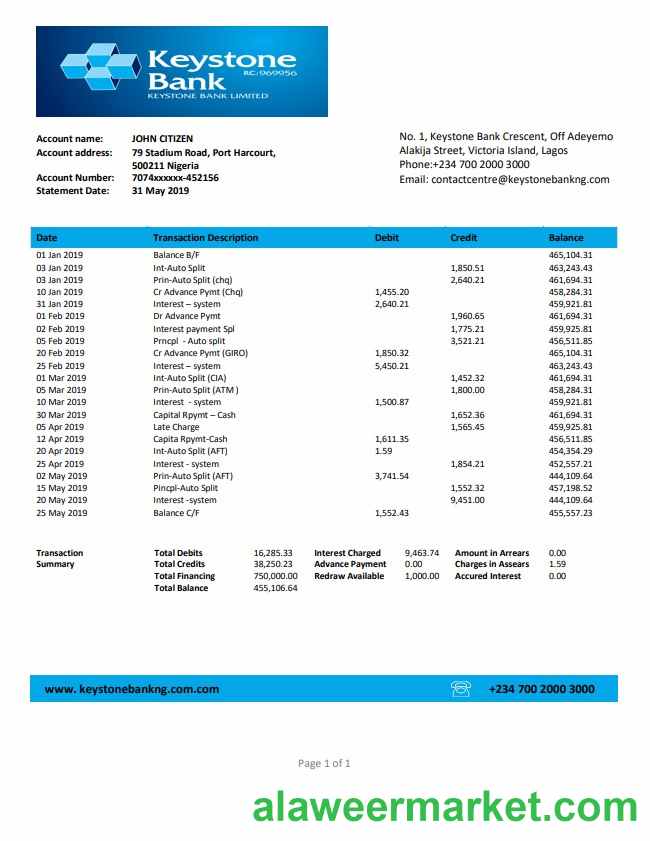 Keystone
Bank
RC:969956
KEYSTONE BANK LIMITED
Account name: JOHN CITIZEN
Account address: 79 Stadium Road, Port Harcourt,
500211 Nigeria
Account Number: 7074xxxxxx-452156
Statement Date: 31 May 2019
No. 1, Keystone Bank Crescent, Off Adeyemo
Alakija Street, Victoria Island, Lagos
Phone:+234 700 2000 3000
Email: contactcentre@keystonebankng.com
Date Transaction Description Debit Credit Balance
01 Jan 2019 Balance B/F 465,104.31
03 Jan 2019 Int-Auto Split 1,850.51 463,243.43
03 Jan 2019 Prin-Auto Split (chq) 2,640.21 461,694.31
10 Jan 2019 Cr Advance Pymt (Chq) 1,455.20 458,284.31
31 Jan 2019 Interest – system 2,640.21 459,921.81
01 Feb 2019 Dr Advance Pymt 1,960.65 461,694.31
02 Feb 2019 Interest payment Spl 1,775.21 459,925.81
05 Feb 2019 Prncpl - Auto split 3,521.21 456,511.85
20 Feb 2019 Cr Advance Pymt (GIRO) 1,850.32 465,104.31
25 Feb 2019 Interest – system 5,450.21 463,243.43
01 Mar 2019 Int-Auto Split (CIA) 1,452.32 461,694.31
05 Mar 2019 Prin-Auto Split (ATM ) 1,800.00 458,284.31
10 Mar 2019 Interest - system 1,500.87 459,921.81
30 Mar 2019 Capital Rpymt – Cash 1,652.36 461,694.31
05 Apr 2019 Late Charge 1,565.45 459,925.81
12 Apr 2019 Capita Rpymt-Cash 1,611.35 456,511.85
20 Apr 2019 Int-Auto Split (AFT) 1.59 454,354.29
25 Apr 2019 Interest - system 1,854.21 452,557.21
02 May 2019 Prin-Auto Split (AFT) 3,741.54 444,109.64
15 May 2019 Pincpl-Auto Split 1,552.32 457,198.52
20 May 2019 Interest -system 9,451.00 444,109.64
25 May 2019 Balance C/F 1,552.43 455,557.23
Transaction Total Debits 16,285.33 Interest Charged 9,463.74 Amount in Arrears 0.00
Summary Total Credits 38,250.23 Advance Payment 0.00 Charges in Assears 1.59
Total Financing 750,000.00 Redraw Available 1,000.00 Accured Interest 0.00
Total Balance 455,106.64
www. keystonebankng.com.com +234 700 2000 3000
Page 1 of 1
alaweermarket.com